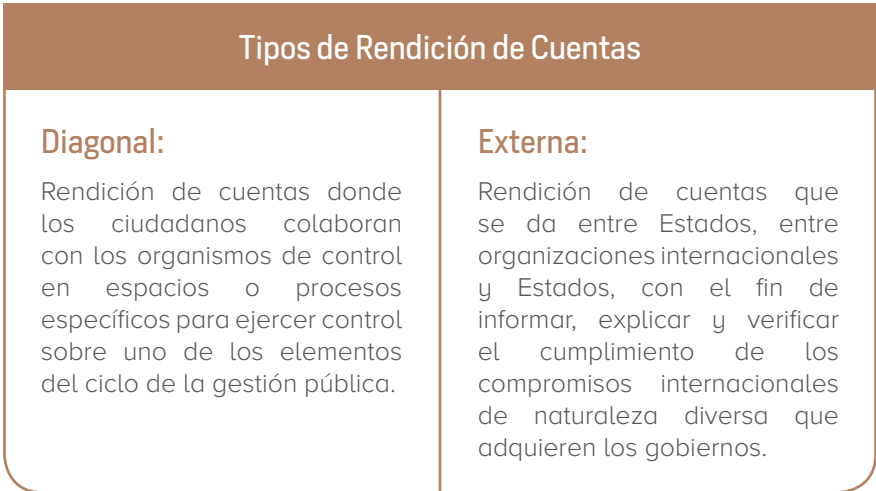 Tipos de Rendición de Cuentas
Diagonal:
Rendición de cuentas donde
los ciudadanos colaboran
con los organismos de control
en espacios o procesos
específicos para ejercer control
sobre uno de los elementos
del ciclo de la gestión pública.
Externa:
Rendición de cuentas que
se da entre Estados, entre
organizaciones internacionales
y Estados, con el fin de
informar, explicar y verificar
el cumplimiento de los
compromisos internacionales
de naturaleza diversa que
adquieren los gobiernos.